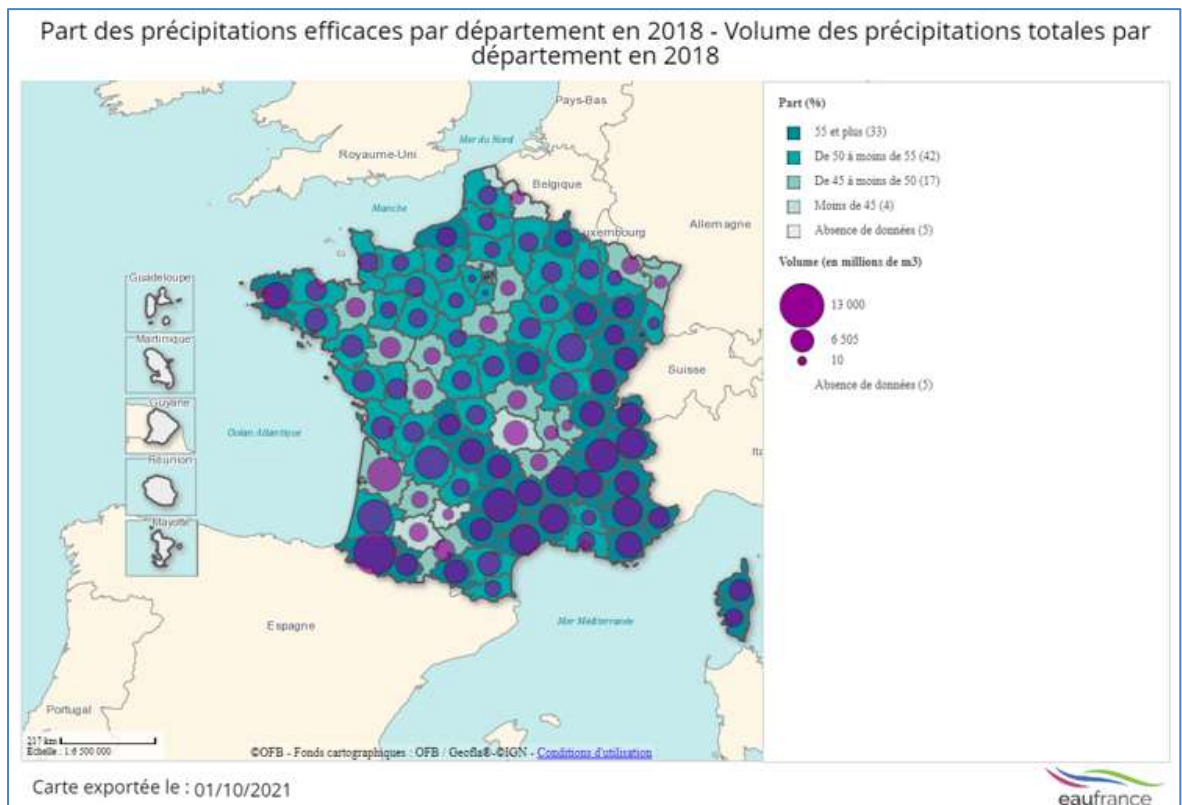 Part des précipitations efficaces par département en 2018 - Volume des précipitations totales par
département en 2018
Pays-Bas
Mer du Nord
Royaume-Uni
Belgique
Manche
Allemagne
Guadeloupe
Martinique
Suisse
Guyane
Océan Atlantique
Réunion
Mayotte
Espagne
Mer Méditerranée
Portugal
217 km
Echelle : 1:6 500 000
©OFB - Fonds cartographiques : OFB / Geofla®-©IGN - Conditions d'utilisation
Part (%)
55 et plus (33)
De 50 à moins de 55 (42)
De 45 à moins de 50 (17)
Moins de 45 (4)
Absence de données (5)
Volume (en millions de m3)
13 000
6 505
10
Absence de données (5)
Carte exportée le : 01/10/2021
eaufrance